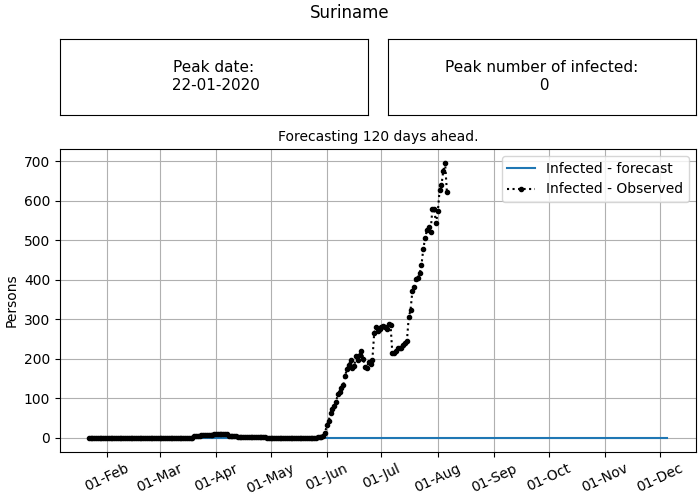 Suriname
Peak date:
22-01-2020
Peak number of infected:
0
Forecasting 120 days ahead.
Infected - forecast
Infected - Observed
Persons
700
600
500
400
300
200
100
0
01-Feb
01-Mar
01-Apr
01-May
01-Jun
01-Jul
01-Aug
01-Sep
01-Oct
01-Nov
01-Dec